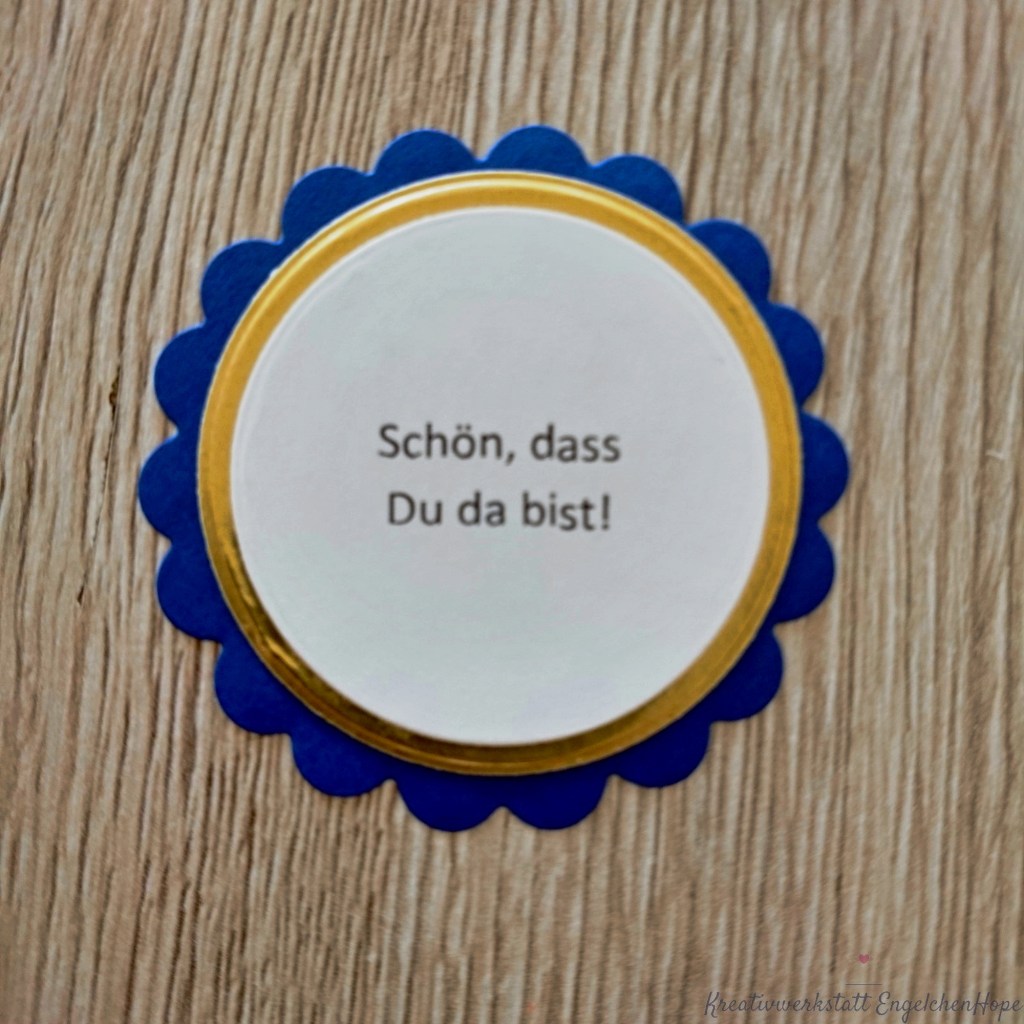 Schön, dass
Du da bist!
Kreativwerkstatt EngelchenHope